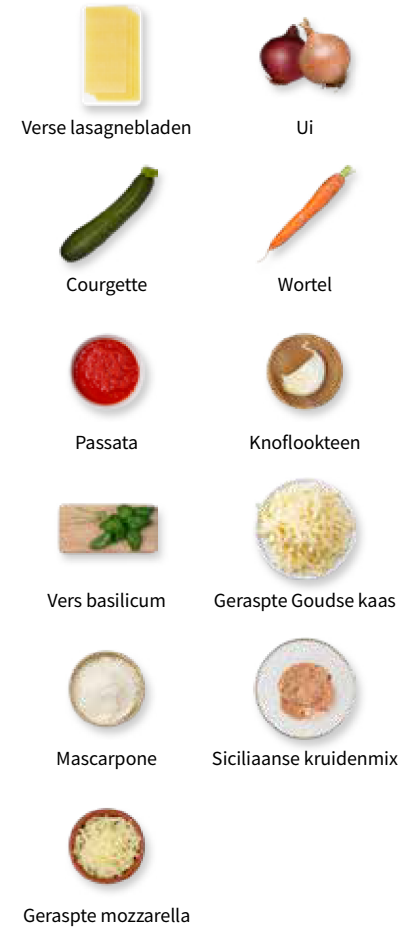 Verse lasagnebladen
Ui
Courgette
Wortel
Passata
Knoflookteen
Vers basilicum
Geraspte Goudse kaas
Mascarpone
Siciliaanse kruidenmix
Geraspte mozzarella